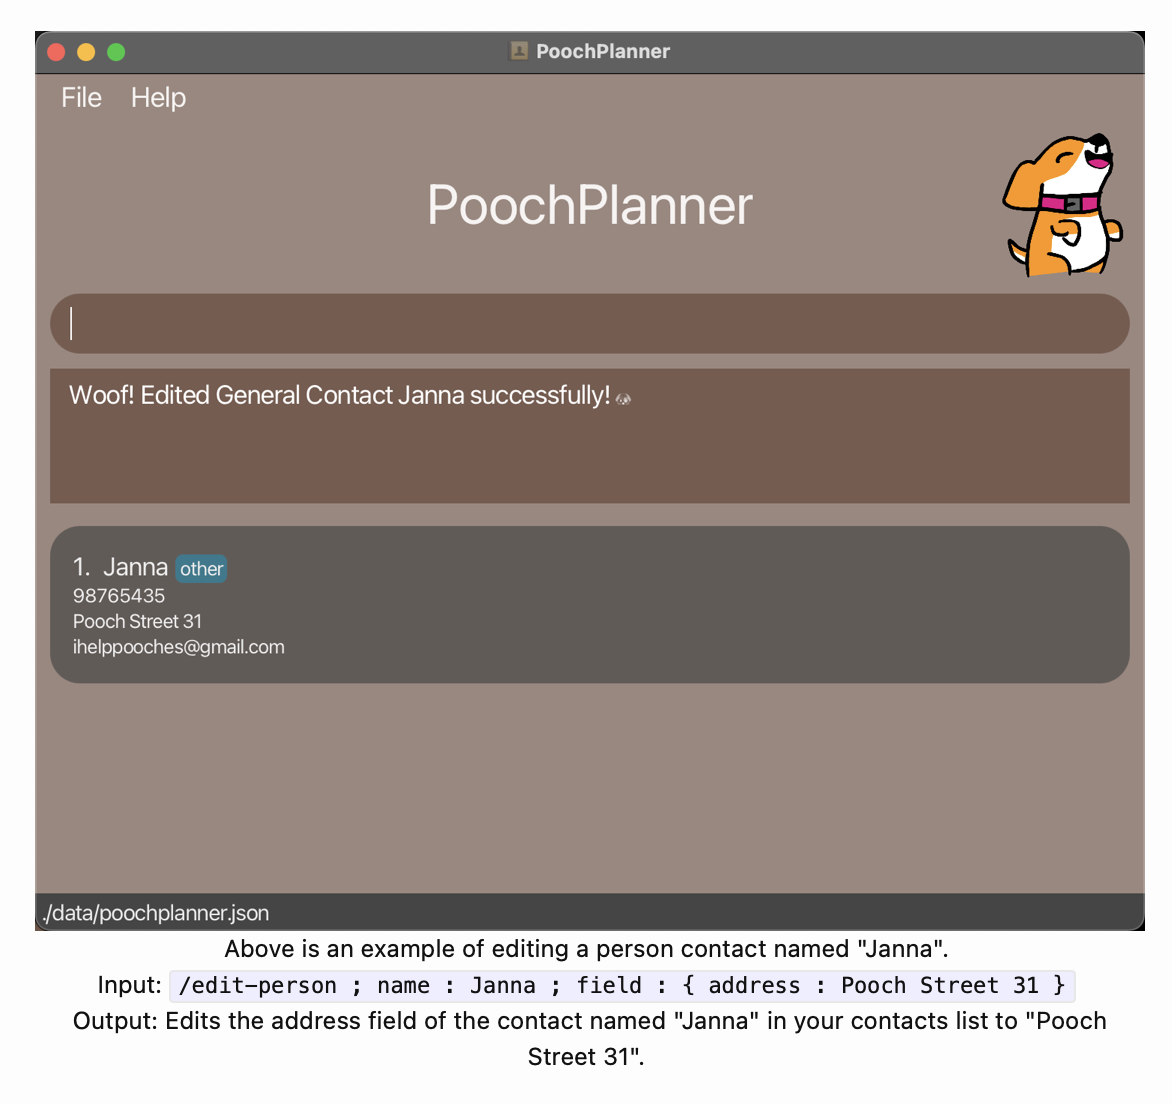 PoochPlanner
File Help
PoochPlanner
Woof! Edited General Contact Janna successfully!
1. Janna other
98765435
Pooch Street 31
ihelppooches@gmail.com
./data/poochplanner.json
Above is an example of editing a person contact named "Janna".
Input: /edit-person ; name : Janna ; field : { address : Pooch Street 31 }
Output: Edits the address field of the contact named "Janna" in your contacts list to "Pooch
Street 31".